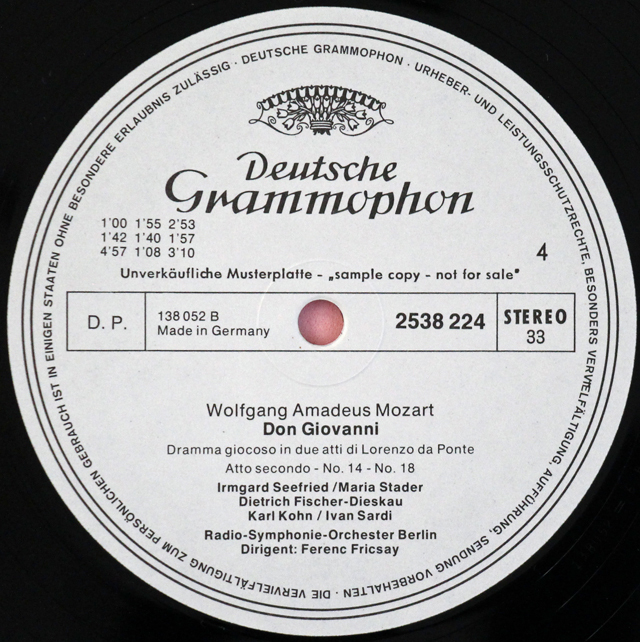 DEUTSCHE GRAMMOPHON · URHEBER- UND LEISTUNGSSCHUTZRECHTE, BESONDERS VERVIELFÄLTIGUNG, AUFFÜHRUNG, SENDUNG VORBEHALTEN · DIE VERVIELFÄLTIGUNG ZUM PERSÖNLICHEN GEBRAUCH IST IN EINIGEN STAATEN OHNE BESONDERE ERLAUBNIS ZULÄSSIG ·
Deutsche
Grammophon
1'00 1'55 2'53
1'42 1'40 1'57
4'57 1'08 3'10
4
Unverkäufliche Musterplatte - „sample copy - not for sale"
D. P.
138 052 B
Made in Germany
2538 224
STEREO
33
Wolfgang Amadeus Mozart
Don Giovanni
Dramma giocoso in due atti di Lorenzo da Ponte
Atto secondo - No. 14 - No. 18
Irmgard Seefried / Maria Stader
Dietrich Fischer-Dieskau
Karl Kohn / Ivan Sardi
Radio-Symphonie-Orchester Berlin
Dirigent: Ferenc Fricsay